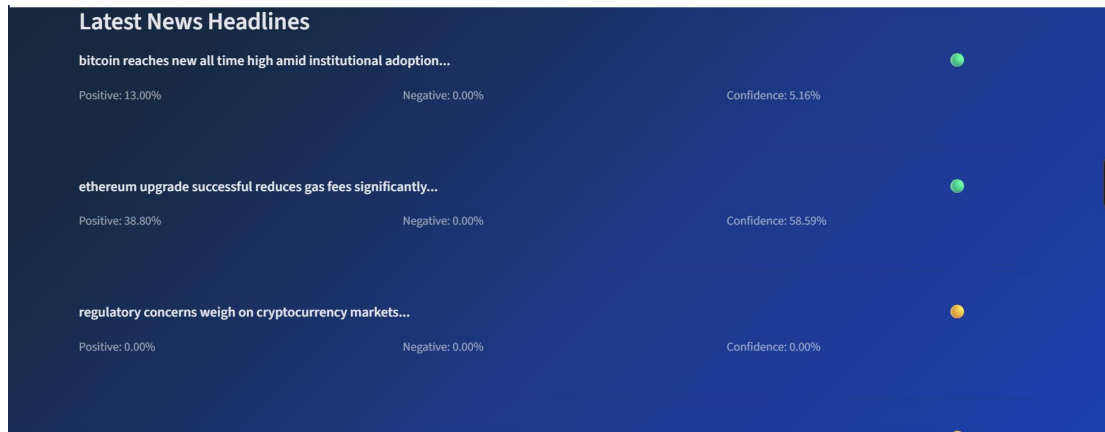 Latest News Headlines
bitcoin reaches new all time high amid institutional adoption...
Positive: 13.00% Negative: 0.00% Confidence: 5.16%
ethereum upgrade successful reduces gas fees significantly...
Positive: 38.80% Negative: 0.00% Confidence: 58.59%
regulatory concerns weigh on cryptocurrency markets...
Positive: 0.00% Negative: 0.00% Confidence: 0.00%